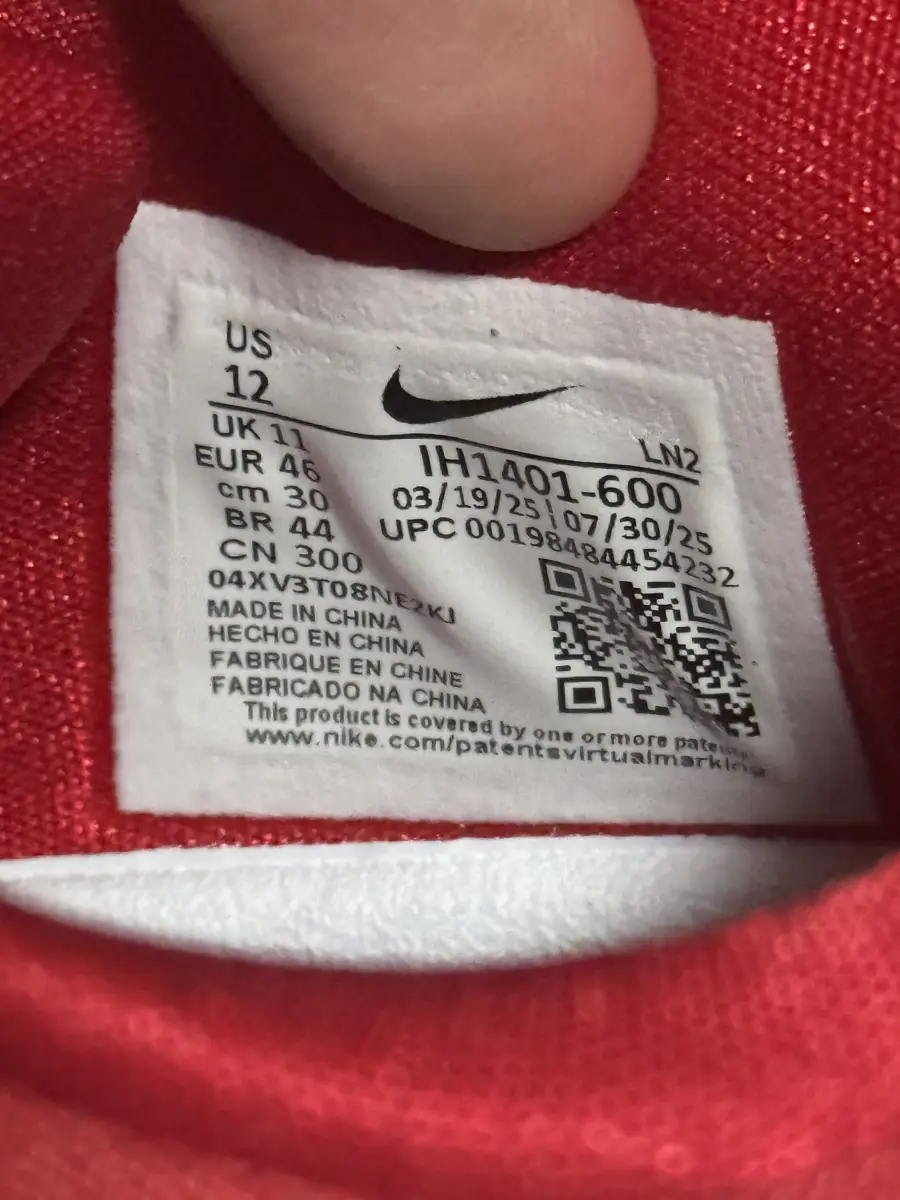 US
12
UK 11
EUR 46
cm 30
BR 44
CN 300
LN2
IH1401-600
03/19/25 | 07/30/25
UPC 00198484454232
04XV3T08NE2KJ
MADE IN CHINA
HECHO EN CHINA
FABRIQUE EN CHINE
FABRICADO NA CHINA
This product is covered by one or more
www.nike.com/patentsvirtualmarking